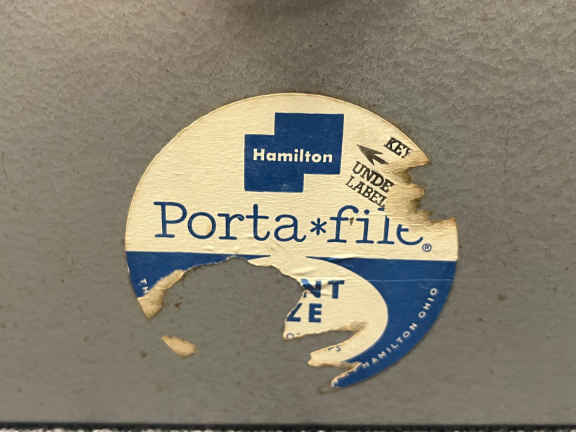 Hamilton
KEY
UNDE
LABEL
Porta*file®
NT
ZE
HAMILTON OHIO